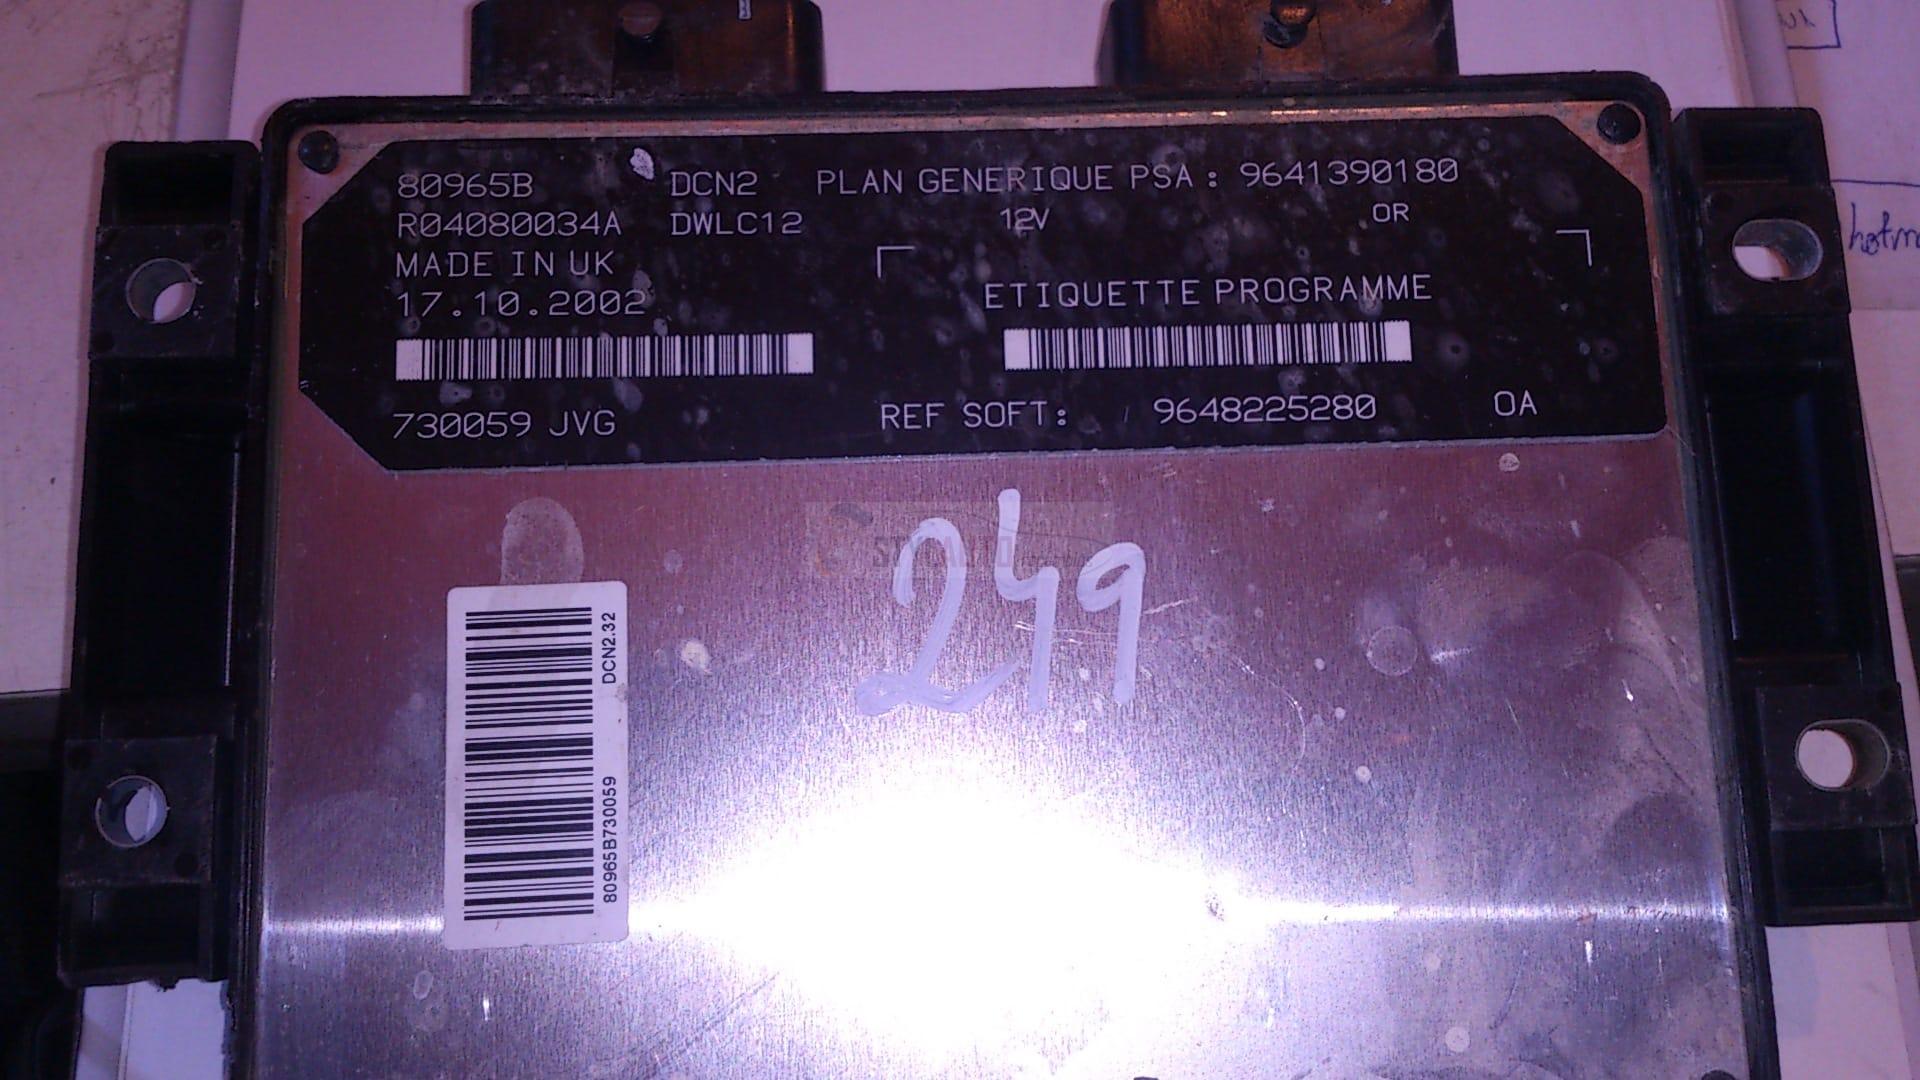 80965B DCN2 PLAN GENERIQUE PSA : 9641390180
R04080034A DWLC12 12V OR
MADE IN UK
17.10.2002
ETIQUETTE PROGRAMME
730059 JVG REF SOFT: 9648225280 OA
249
DCN2.32
80965B730059